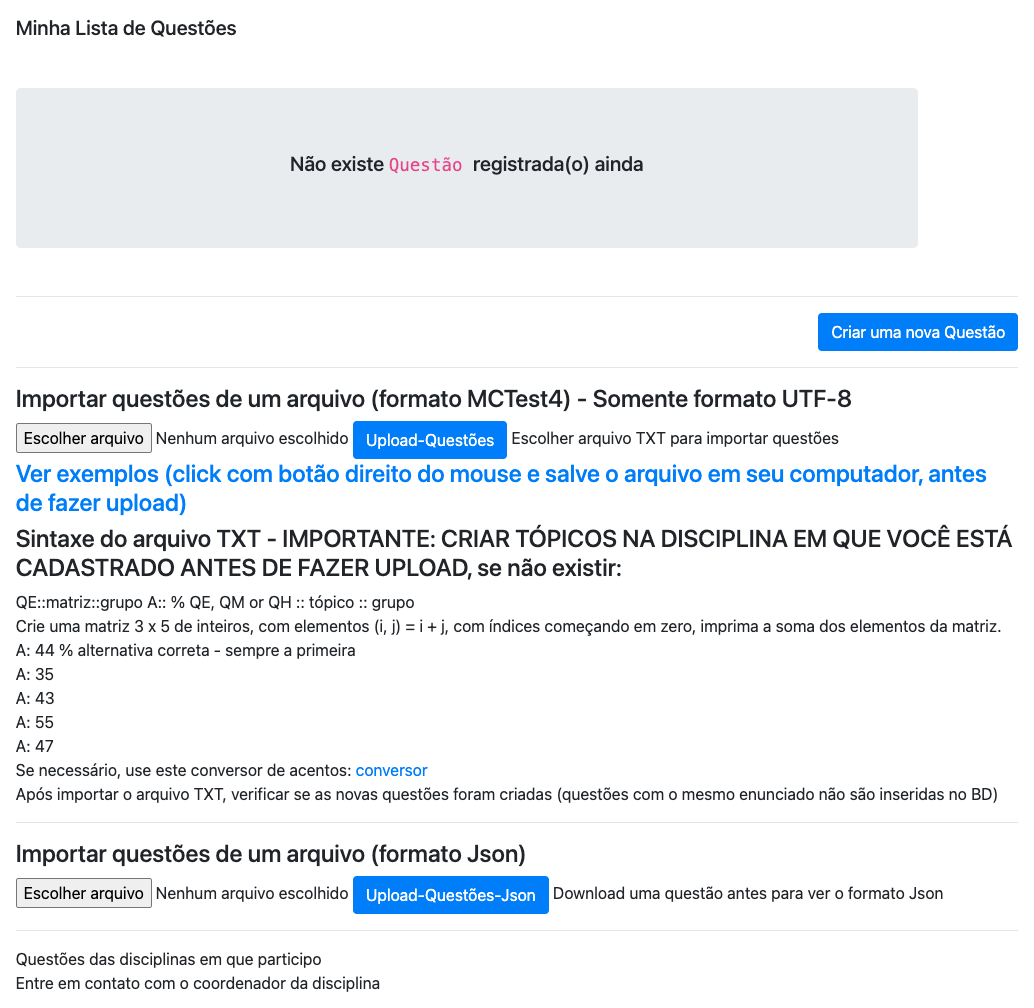 Minha Lista de Questões
Não existe Questão registrada(o) ainda
Criar uma nova Questão
Importar questões de um arquivo (formato MCTest4) - Somente formato UTF-8
Escolher arquivo Nenhum arquivo escolhido Upload-Questões Escolher arquivo TXT para importar questões
Ver exemplos (click com botão direito do mouse e salve o arquivo em seu computador, antes
de fazer upload)
Sintaxe do arquivo TXT - IMPORTANTE: CRIAR TÓPICOS NA DISCIPLINA EM QUE VOCÊ ESTÁ
CADASTRADO ANTES DE FAZER UPLOAD, se não existir:
QE::matriz::grupo A:: % QE, QM or QH :: tópico :: grupo
Crie uma matriz 3 x 5 de inteiros, com elementos (i, j) = i + j, com índices começando em zero, imprima a soma dos elementos da matriz.
A: 44 % alternativa correta - sempre a primeira
A: 35
A: 43
A: 55
A: 47
Se necessário, use este conversor de acentos: conversor
Após importar o arquivo TXT, verificar se as novas questões foram criadas (questões com o mesmo enunciado não são inseridas no BD)
Importar questões de um arquivo (formato Json)
Escolher arquivo Nenhum arquivo escolhido Upload-Questões-Json Download uma questão antes para ver o formato Json
Questões das disciplinas em que participo
Entre em contato com o coordenador da disciplina